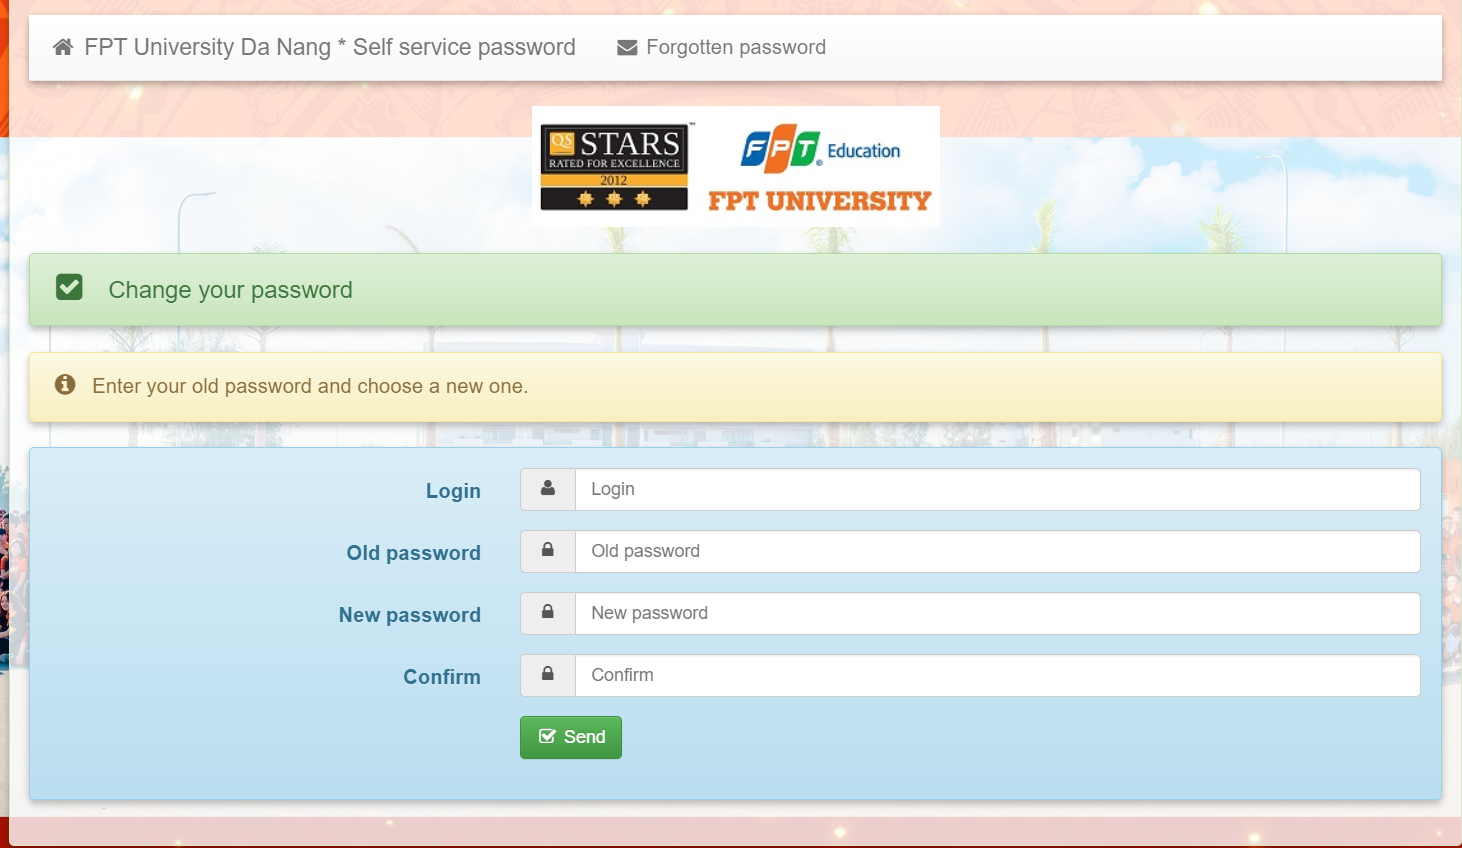 FPT University Da Nang * Self service password Forgotten password
QS STARS™
RATED FOR EXCELLENCE
2012
FPT® Education
FPT UNIVERSITY
Change your password
Enter your old password and choose a new one.
Login Login
Old password Old password
New password New password
Confirm Confirm
Send